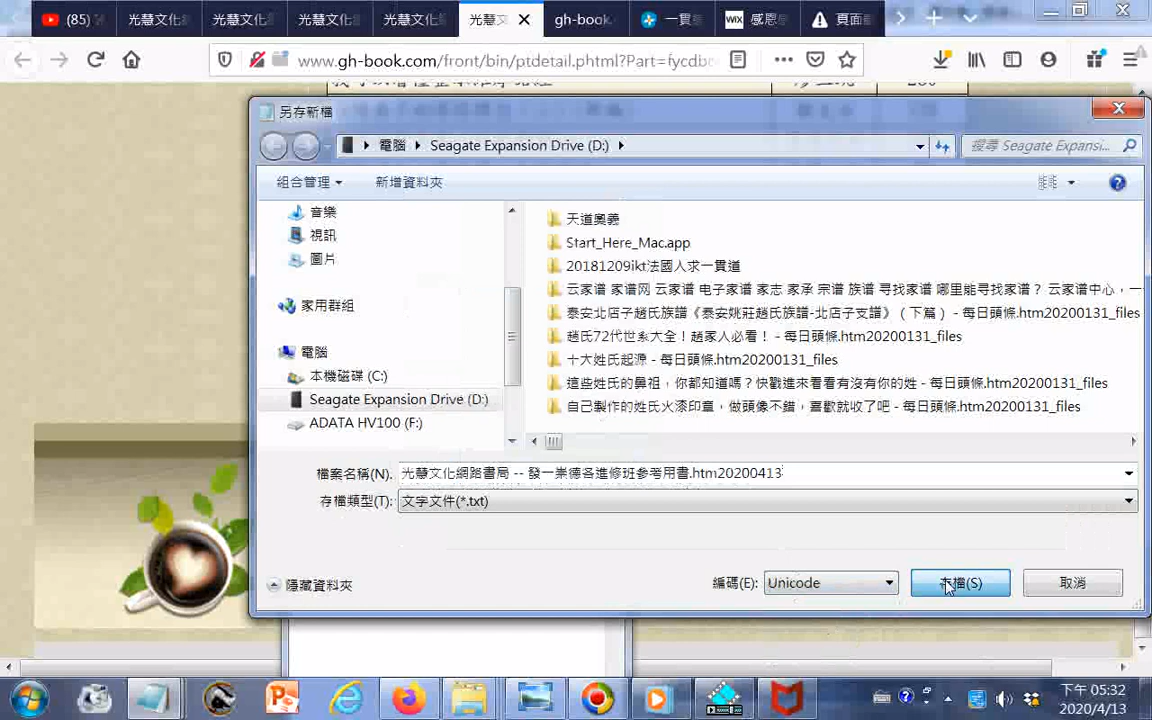 (85)
光慧文化
光慧文化
光慧文化
光慧文化
光慧文
gh-book.
一貫
WIX 感恩
頁面
www.gh-book.com/front/bin/ptdetail.phtml?Part=fycdb
另存新檔
電腦 Seagate Expansion Drive (D:)
搜尋 Seagate Expansi...
組合管理 新增資料夾
音樂
視訊
圖片
家用群組
電腦
本機磁碟 (C:)
Seagate Expansion Drive (D:)
ADATA HV100 (F:)
天道奧義
Start_Here_Mac.app
20181209ikt法國人求一貫道
云家谱 家谱网 云家谱 电子家谱 家志 家承 宗谱 族谱 寻找家谱 哪里能寻找家谱？ 云家谱中心，一
泰安北店子趙氏族譜《泰安姚莊趙氏族譜-北店子支譜》（下篇） - 每日頭條.htm20200131_files
趙氏72代世系大全！趙家人必看！ - 每日頭條.htm20200131_files
十大姓氏起源 - 每日頭條.htm20200131_files
這些姓氏的鼻祖，你都知道嗎？快戳進來看看有沒有你的姓 - 每日頭條.htm20200131_files
自己製作的姓氏火漆印章，做頭像不錯，喜歡就收了吧 - 每日頭條.htm20200131_files
檔案名稱(N): 光慧文化網路書局 -- 發一崇德各進修班參考用書.htm20200413
存檔類型(T): 文字文件(*.txt)
隱藏資料夾
編碼(E): Unicode
存檔(S)
取消
下午 05:32
2020/4/13